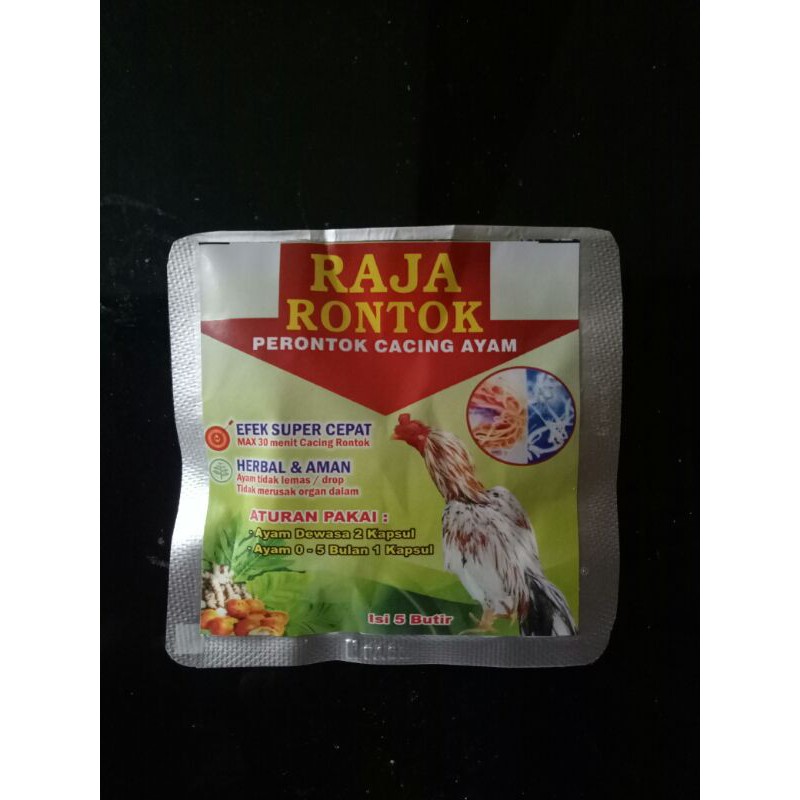 RAJA
RONTOK
PERONTOK CACING AYAM
EFEK SUPER CEPAT
MAX 30 menit Cacing Rontok
HERBAL & AMAN
Ayam tidak lemas / drop
Tidak merusak organ dalam
ATURAN PAKAI :
- Ayam Dewasa 2 Kapsul
- Ayam 0 - 5 Bulan 1 Kapsul
Isi 5 Butir